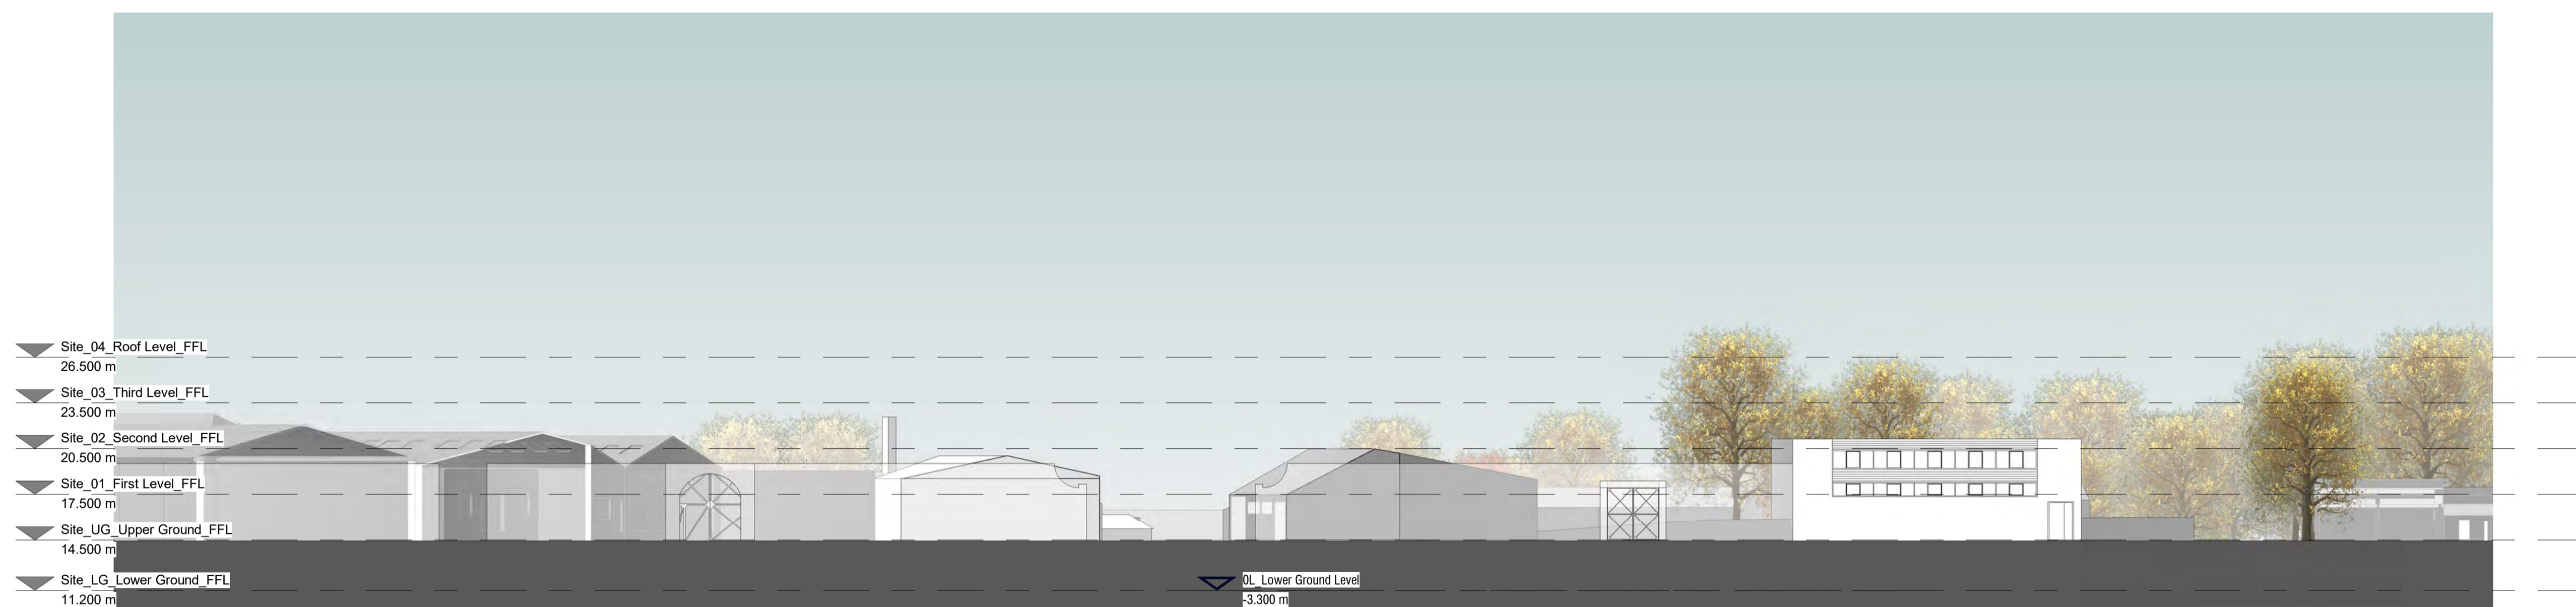 Site_04_Roof Level_FFL
26.500 m
Site_03_Third Level_FFL
23.500 m
Site_02_Second Level_FFL
20.500 m
Site_01_First Level_FFL
17.500 m
Site_UG_Upper Ground_FFL
14.500 m
Site_LG_Lower Ground_FFL
11.200 m
0L_Lower Ground Level
-3.300 m